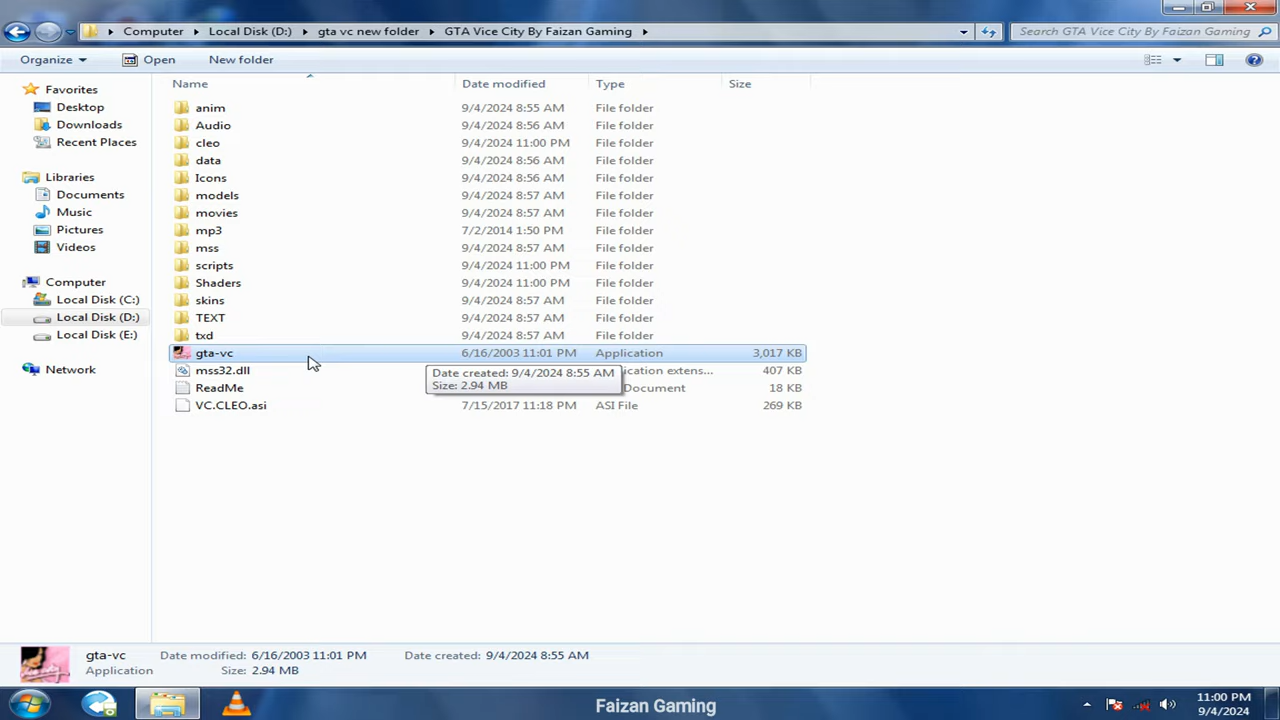 Computer Local Disk (D:) gta vc new folder GTA Vice City By Faizan Gaming Search GTA Vice City By Faizan Gaming
Organize Open New folder
Name Date modified Type Size
Favorites
Desktop
Downloads
Recent Places
Libraries
Documents
Music
Pictures
Videos
Computer
Local Disk (C:)
Local Disk (D:)
Local Disk (E:)
Network
anim 9/4/2024 8:55 AM File folder
Audio 9/4/2024 8:56 AM File folder
cleo 9/4/2024 11:00 PM File folder
data 9/4/2024 8:56 AM File folder
Icons 9/4/2024 8:56 AM File folder
models 9/4/2024 8:57 AM File folder
movies 9/4/2024 8:57 AM File folder
mp3 7/2/2014 1:50 PM File folder
mss 9/4/2024 8:57 AM File folder
scripts 9/4/2024 11:00 PM File folder
Shaders 9/4/2024 11:00 PM File folder
skins 9/4/2024 8:57 AM File folder
TEXT 9/4/2024 8:57 AM File folder
txd 9/4/2024 8:57 AM File folder
gta-vc 6/16/2003 11:01 PM Application 3,017 KB
mss32.dll ication extens... 407 KB
ReadMe Document 18 KB
VC.CLEO.asi 7/15/2017 11:18 PM ASI File 269 KB
Date created: 9/4/2024 8:55 AM
Size: 2.94 MB
gta-vc Date modified: 6/16/2003 11:01 PM Date created: 9/4/2024 8:55 AM
Application Size: 2.94 MB
Faizan Gaming
11:00 PM
9/4/2024